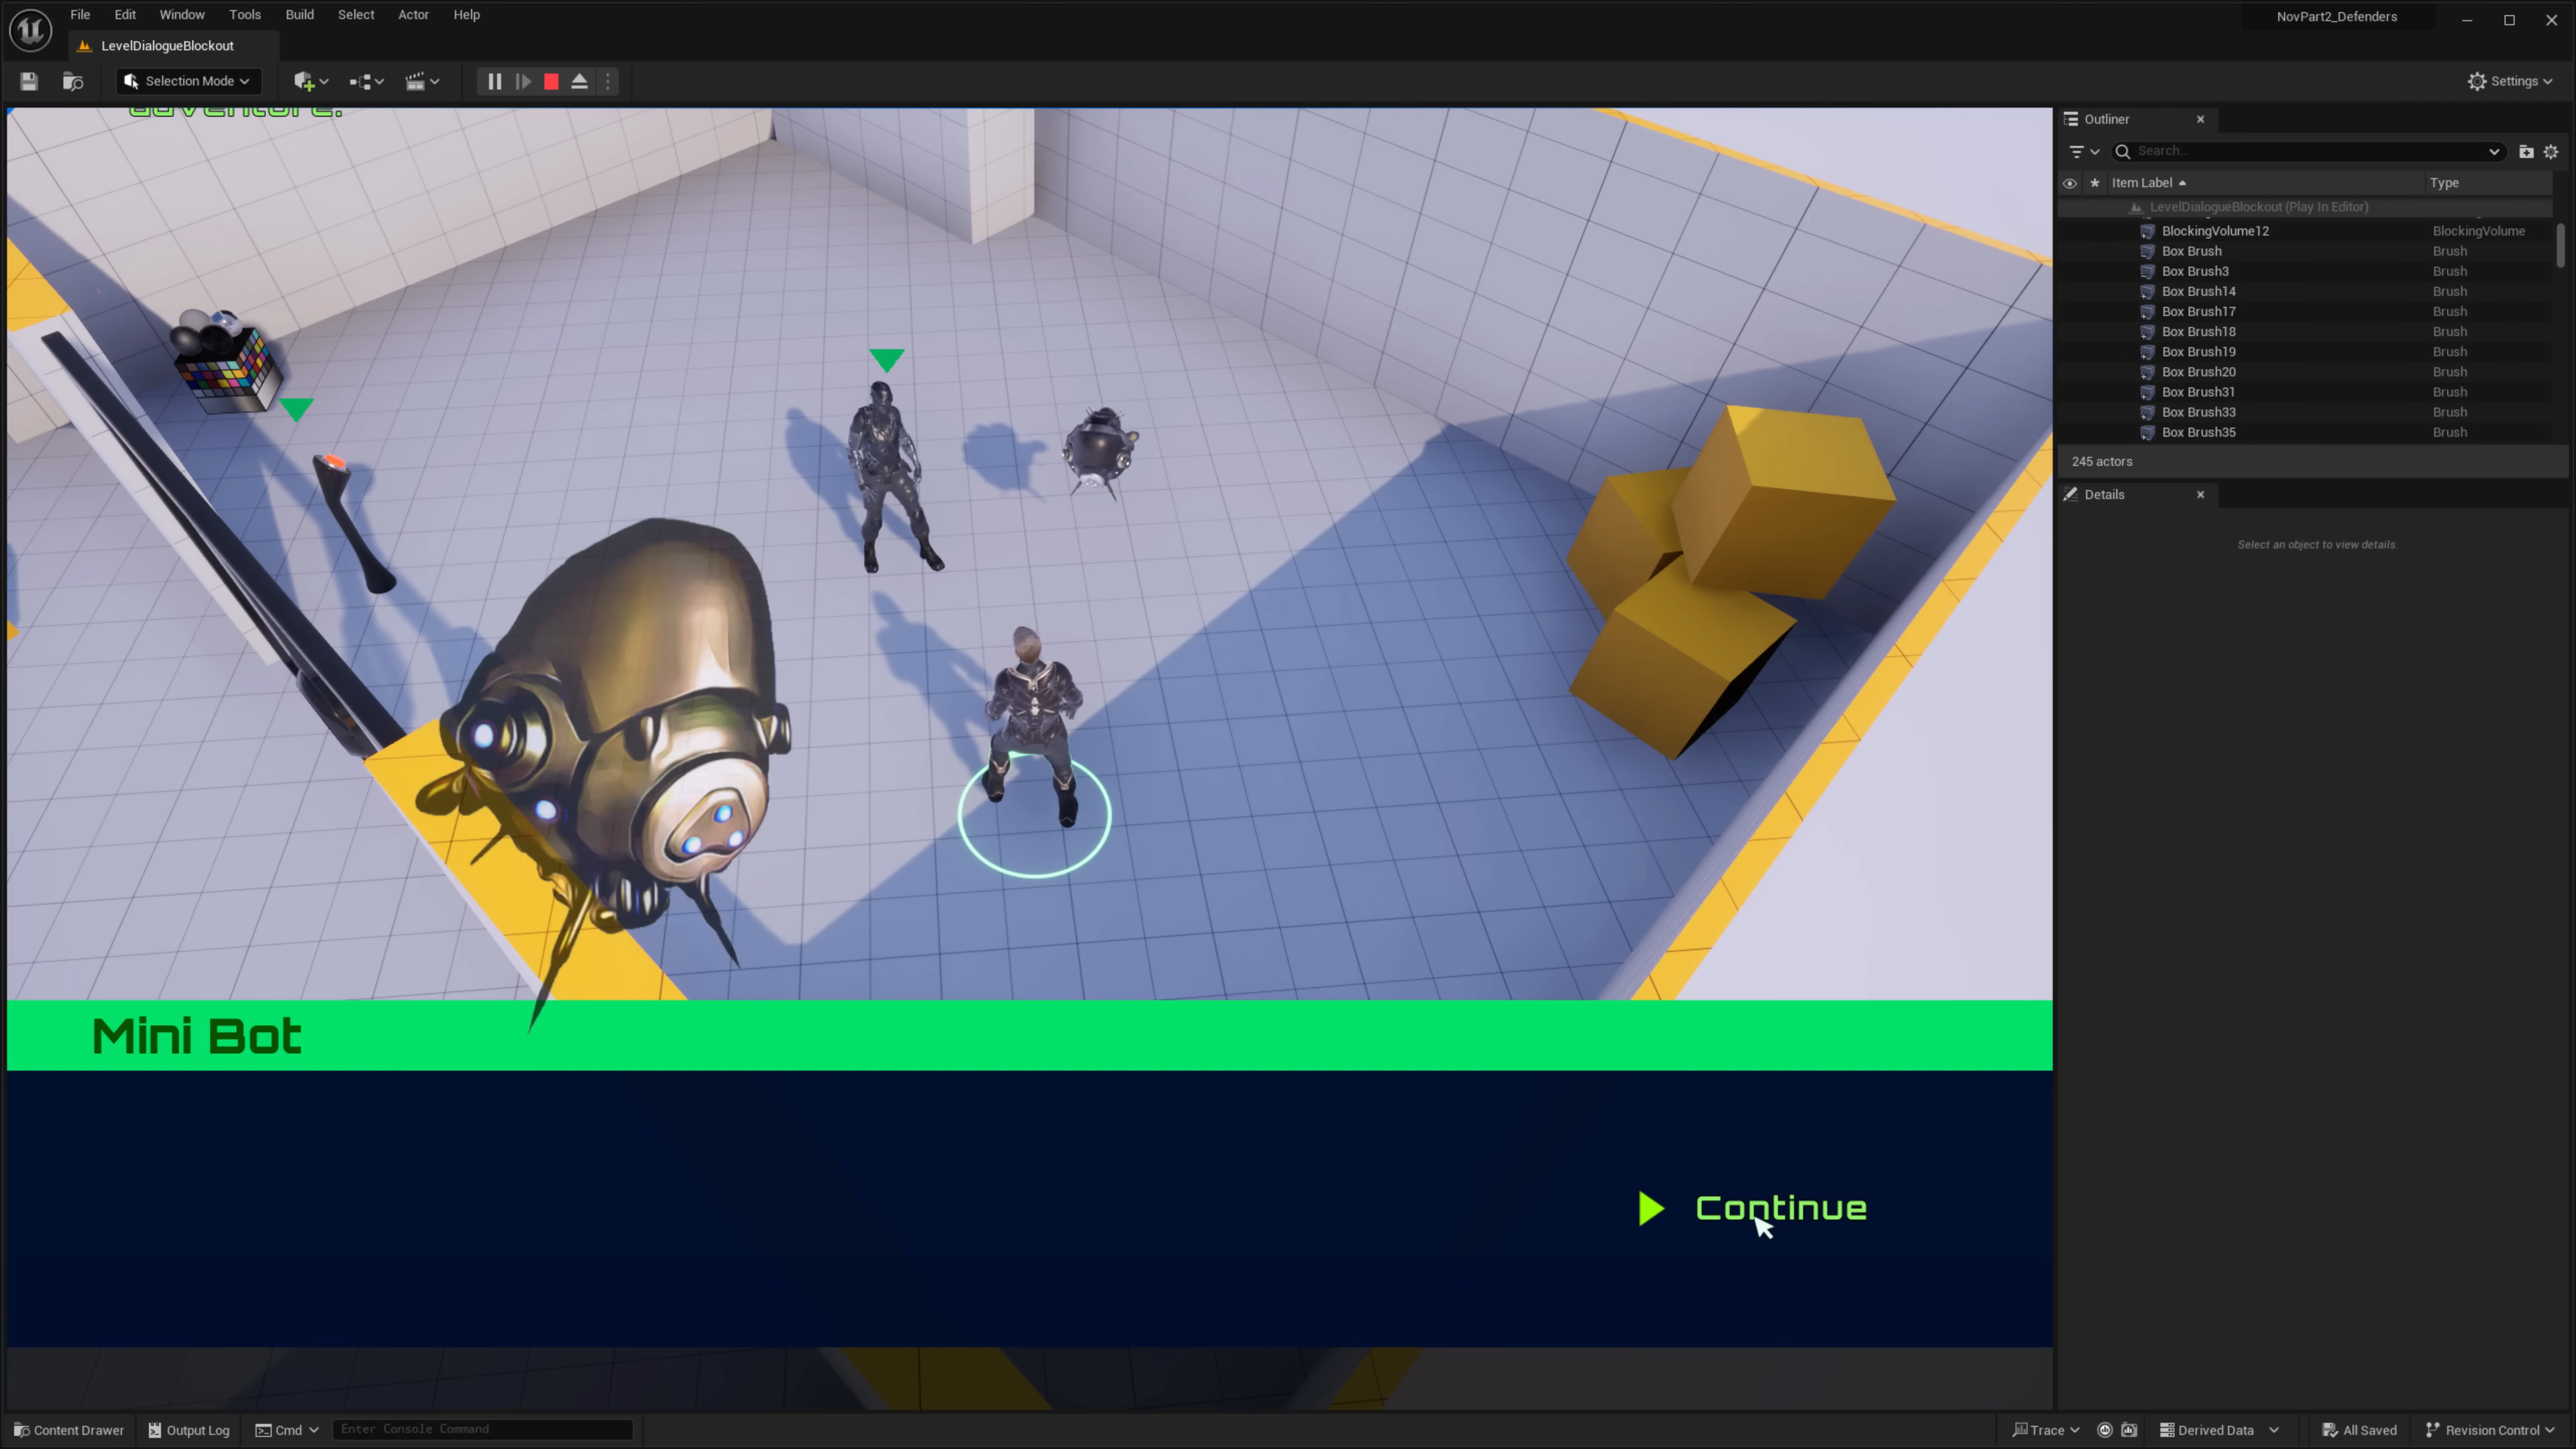 File Edit Window Tools Build Select Actor Help
NovPart2_Defenders
LevelDialogueBlockout
Selection Mode
Settings
adventure.
Outliner
Search...
Item Label Type
LevelDialogueBlockout (Play In Editor)
BlockingVolume12 BlockingVolume
Box Brush Brush
Box Brush3 Brush
Box Brush14 Brush
Box Brush17 Brush
Box Brush18 Brush
Box Brush19 Brush
Box Brush20 Brush
Box Brush31 Brush
Box Brush33 Brush
Box Brush35 Brush
245 actors
Details
Select an object to view details.
Mini Bot
Continue
Content Drawer Output Log Cmd Enter Console Command Trace Derived Data All Saved Revision Control